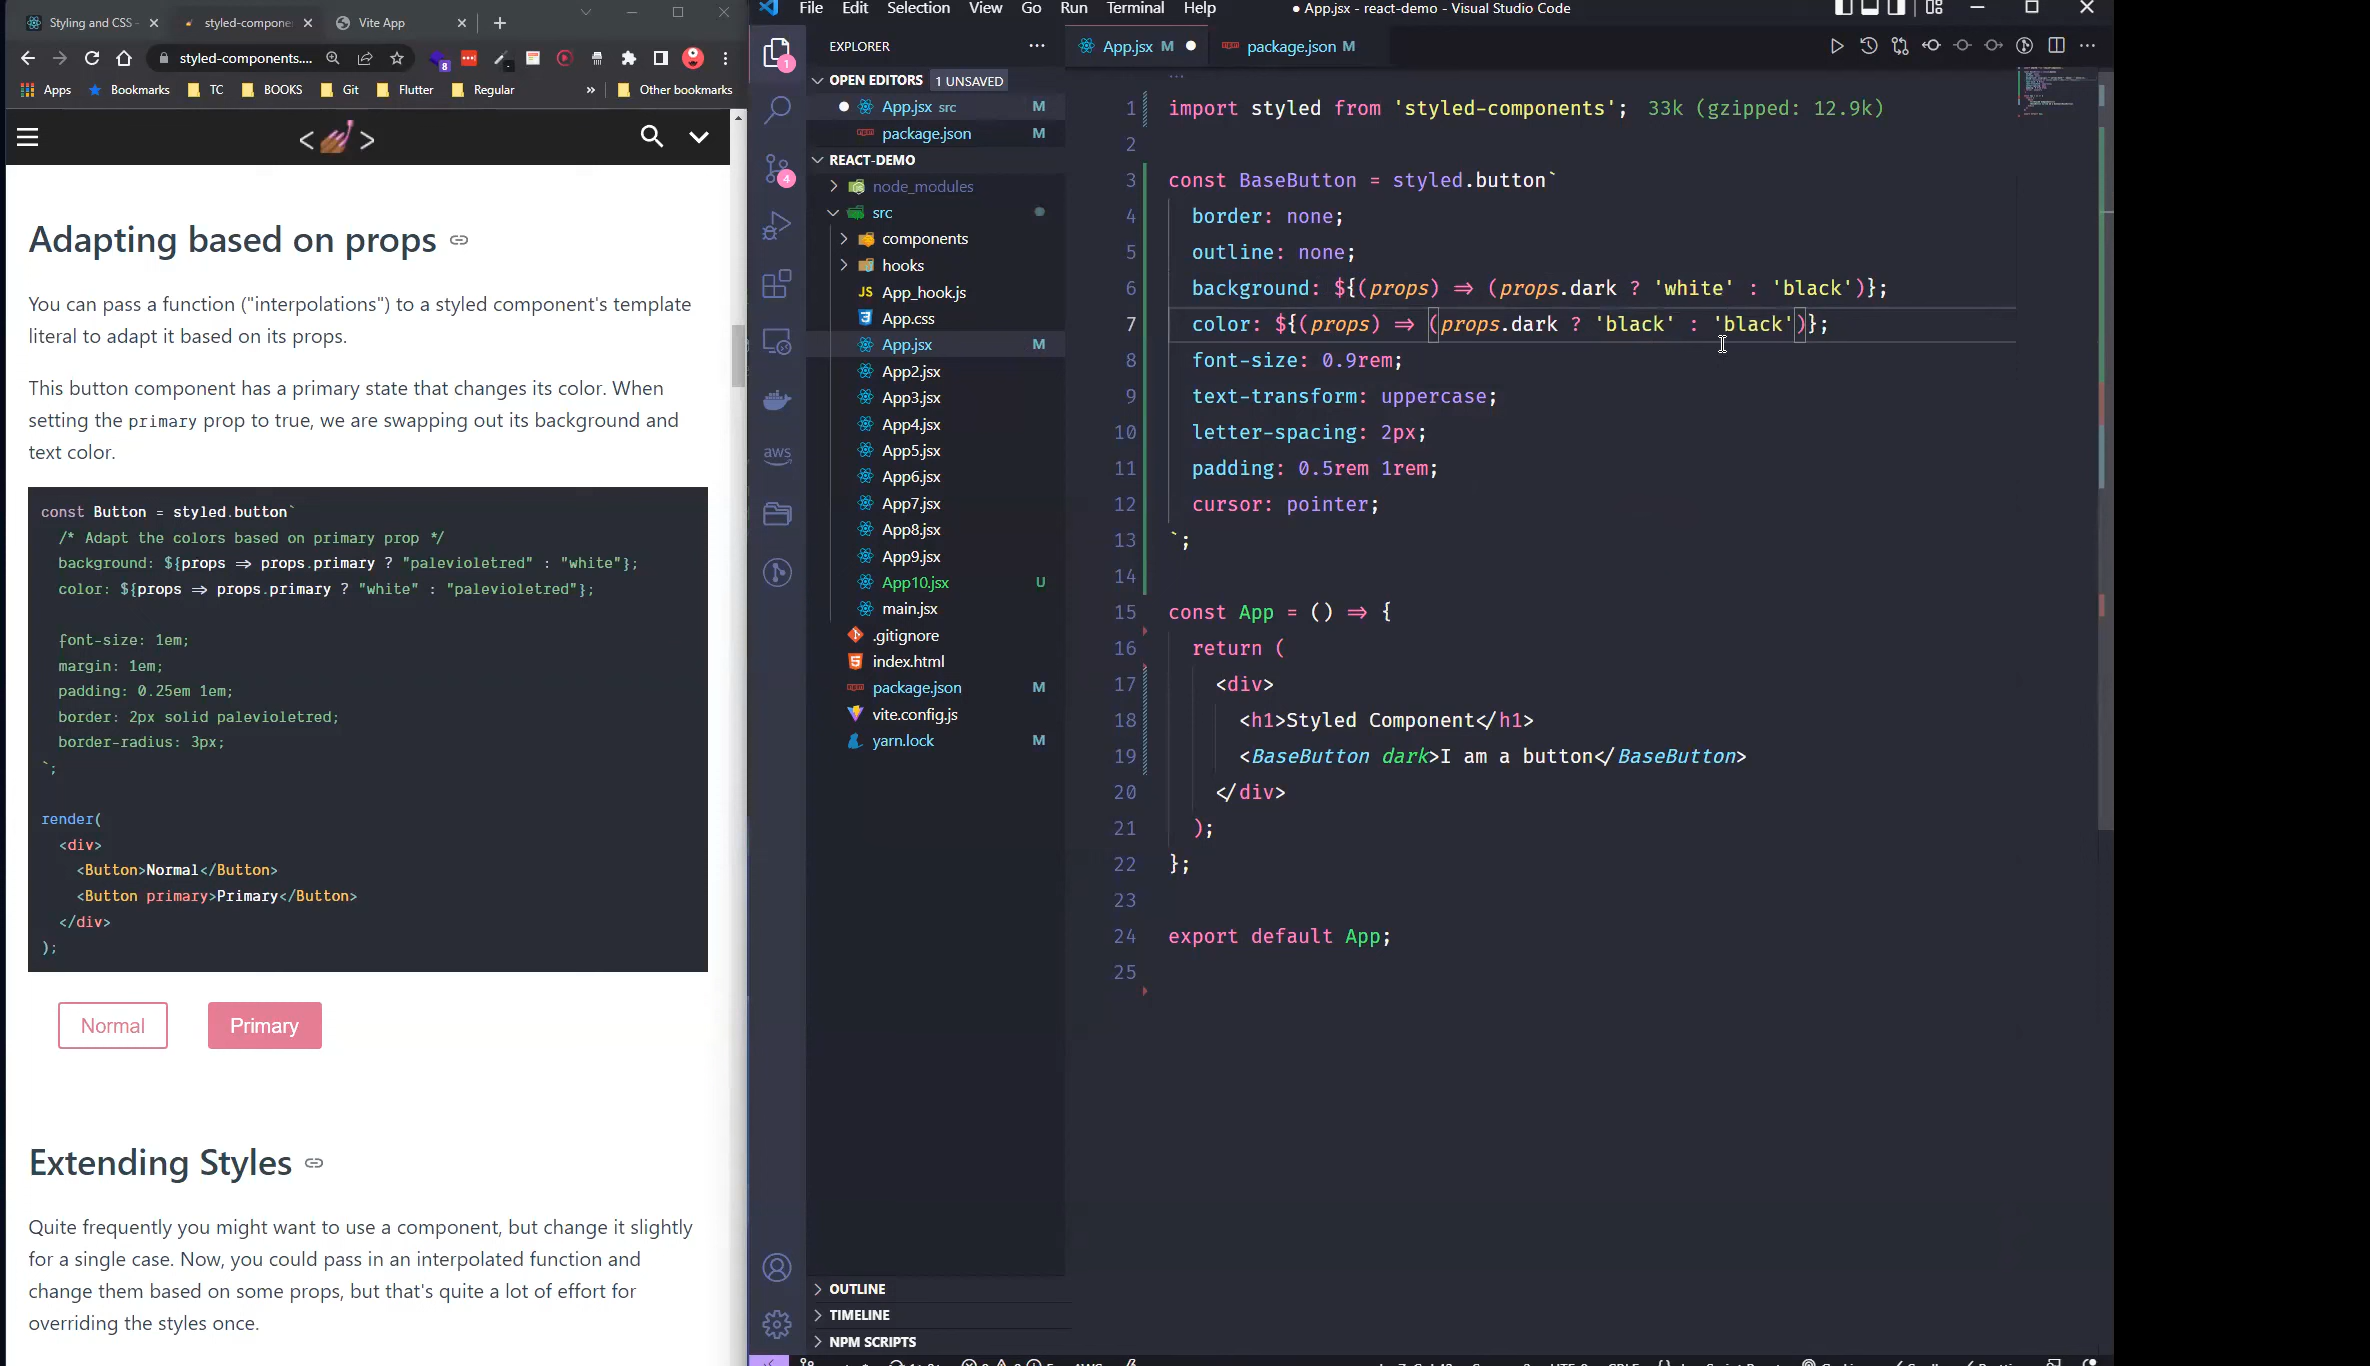 Styling and CSS -
styled-compone
Vite App
styled-components....
8
Apps
Bookmarks
TC
BOOKS
Git
Flutter
Regular
»
Other bookmarks
Adapting based on props
You can pass a function ("interpolations") to a styled component's template
literal to adapt it based on its props.
This button component has a primary state that changes its color. When
setting the primary prop to true, we are swapping out its background and
text color.
const Button = styled.button`
/* Adapt the colors based on primary prop */
background: ${props => props.primary ? "palevioletred" : "white"};
color: ${props => props.primary ? "white" : "palevioletred"};
font-size: 1em;
margin: 1em;
padding: 0.25em 1em;
border: 2px solid palevioletred;
border-radius: 3px;
`;
render(
<div>
<Button>Normal</Button>
<Button primary>Primary</Button>
</div>
);
Normal
Primary
Extending Styles
Quite frequently you might want to use a component, but change it slightly
for a single case. Now, you could pass in an interpolated function and
change them based on some props, but that's quite a lot of effort for
overriding the styles once.
File Edit Selection View Go Run Terminal Help
● App.jsx - react-demo - Visual Studio Code
1
4
aws
EXPLORER
OPEN EDITORS 1 UNSAVED
App.jsx src M
package.json M
REACT-DEMO
node_modules
src
components
hooks
JS App_hook.js
App.css
App.jsx M
App2.jsx
App3.jsx
App4.jsx
App5.jsx
App6.jsx
App7.jsx
App8.jsx
App9.jsx
App10.jsx U
main.jsx
.gitignore
index.html
package.json M
vite.config.js
yarn.lock M
OUTLINE
TIMELINE
NPM SCRIPTS
App.jsx M
package.json M
1 import styled from 'styled-components'; 33k (gzipped: 12.9k)
2
3 const BaseButton = styled.button`
4 border: none;
5 outline: none;
6 background: ${(props) => (props.dark ? 'white' : 'black')};
7 color: ${(props) => (props.dark ? 'black' : 'black')};
8 font-size: 0.9rem;
9 text-transform: uppercase;
10 letter-spacing: 2px;
11 padding: 0.5rem 1rem;
12 cursor: pointer;
13 `;
14
15 const App = () => {
16 return (
17 <div>
18 <h1>Styled Component</h1>
19 <BaseButton dark>I am a button</BaseButton>
20 </div>
21 );
22 };
23
24 export default App;
25